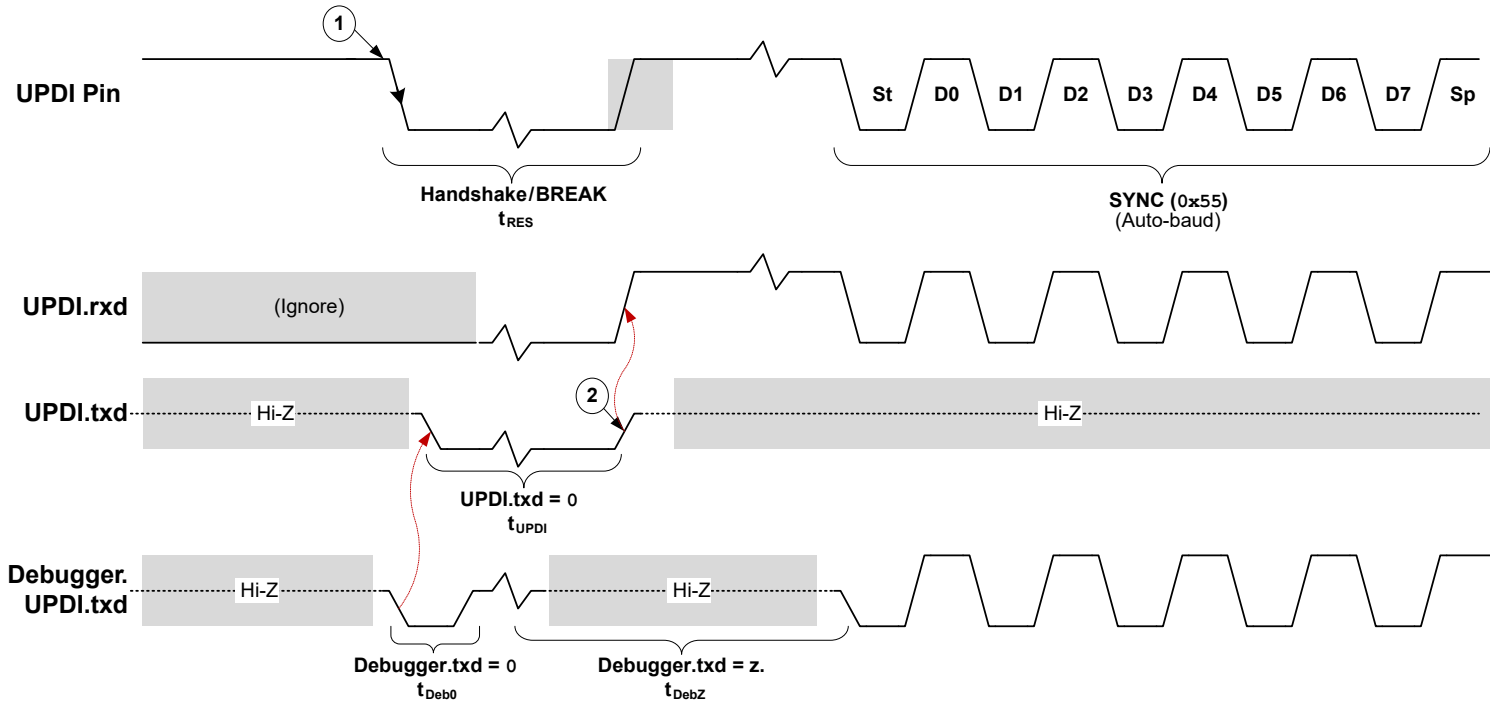 1
UPDI Pin
St D0 D1 D2 D3 D4 D5 D6 D7 Sp
Handshake/BREAK
tRES
SYNC (0x55)
(Auto-baud)
UPDI.rxd
(Ignore)
2
UPDI.txd
Hi-Z
Hi-Z
UPDI.txd = 0
tUPDI
Debugger.
UPDI.txd
Hi-Z
Hi-Z
Debugger.txd = 0
tDeb0
Debugger.txd = z.
tDebZ